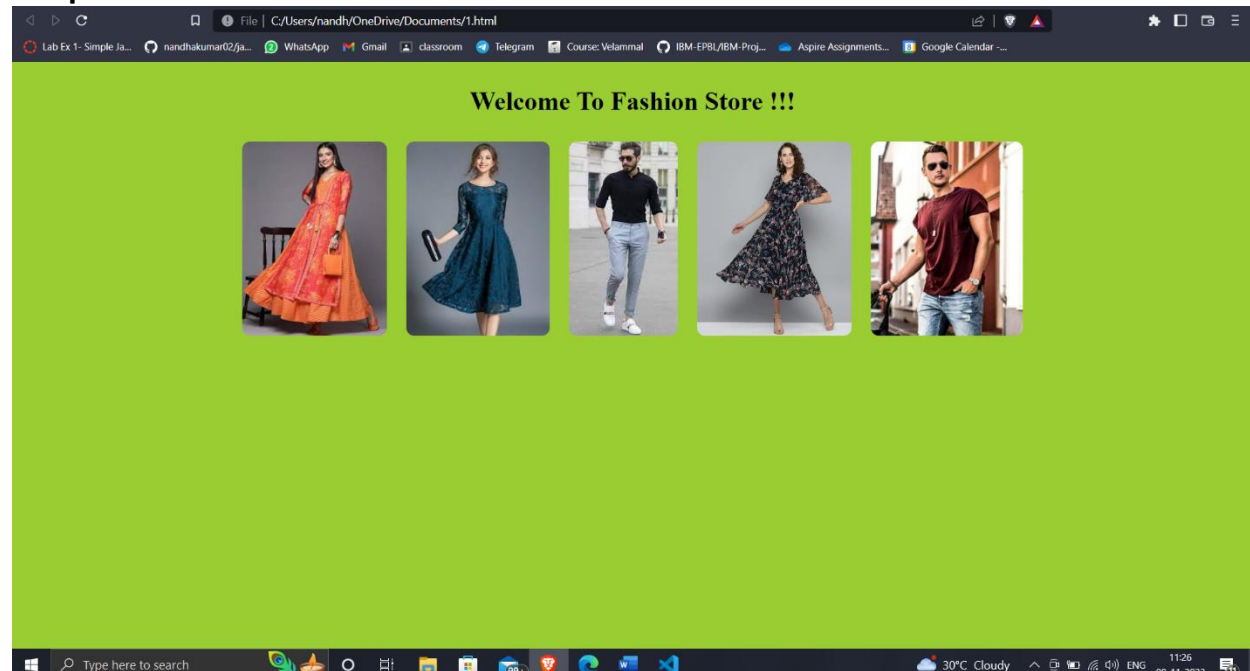 File | C:/Users/nandh/OneDrive/Documents/1.html
Lab Ex 1- Simple Ja... nandhakumar02/ja... WhatsApp Gmail classroom Telegram Course: Velammal IBM-EPBL/IBM-Proj... Aspire Assignments... Google Calendar -...
Welcome To Fashion Store !!!
Type here to search 30°C Cloudy ENG 11:26